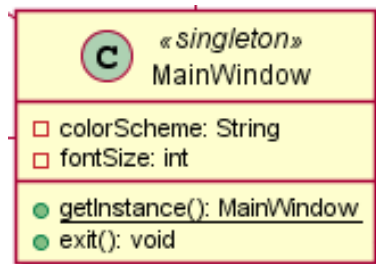 C
«singleton»
MainWindow
colorScheme: String
fontSize: int
getInstance(): MainWindow
exit(): void